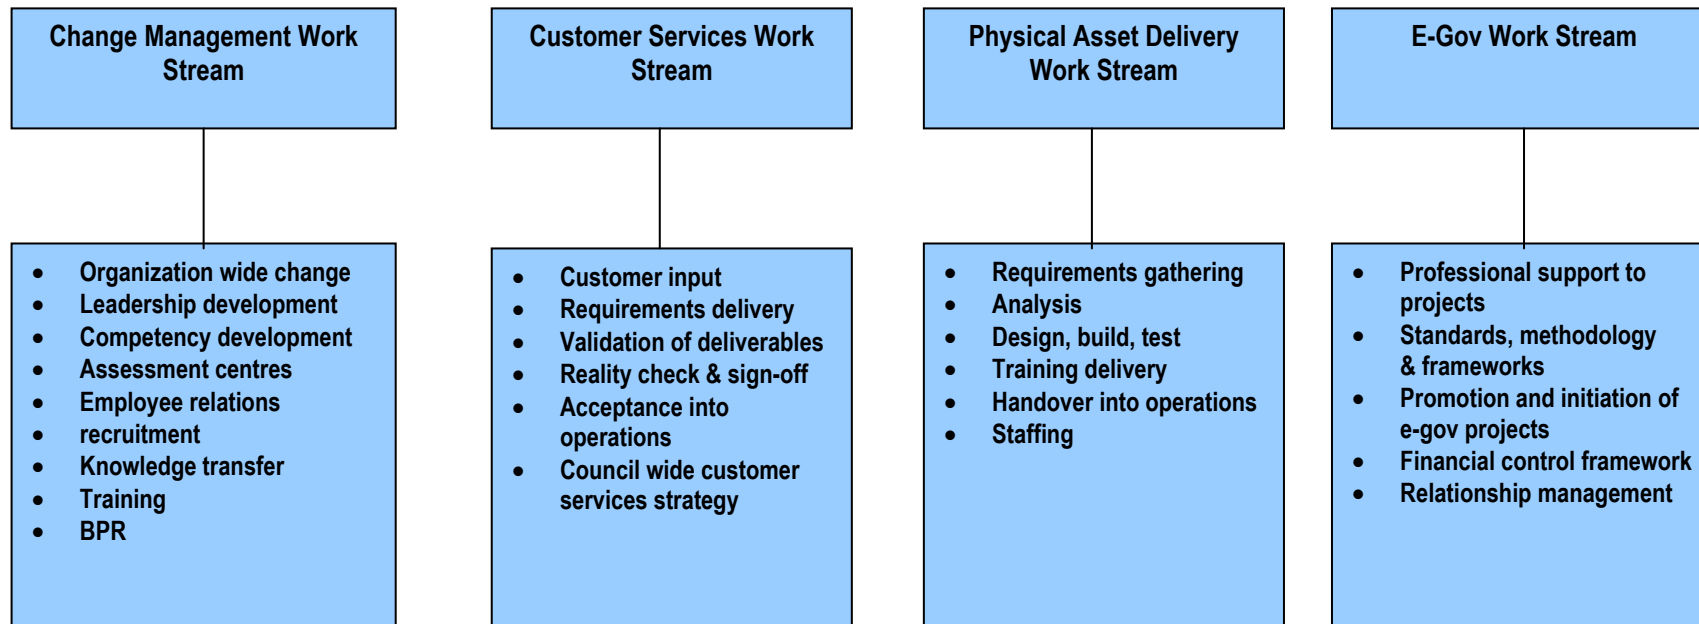 Change Management Work
Stream
Customer Services Work
Stream
Physical Asset Delivery
Work Stream
E-Gov Work Stream
• Organization wide change
• Leadership development
• Competency development
• Assessment centres
• Employee relations
• recruitment
• Knowledge transfer
• Training
• BPR
• Customer input
• Requirements delivery
• Validation of deliverables
• Reality check & sign-off
• Acceptance into
operations
• Council wide customer
services strategy
• Requirements gathering
• Analysis
• Design, build, test
• Training delivery
• Handover into operations
• Staffing
• Professional support to
projects
• Standards, methodology
& frameworks
• Promotion and initiation of
e-gov projects
• Financial control framework
• Relationship management